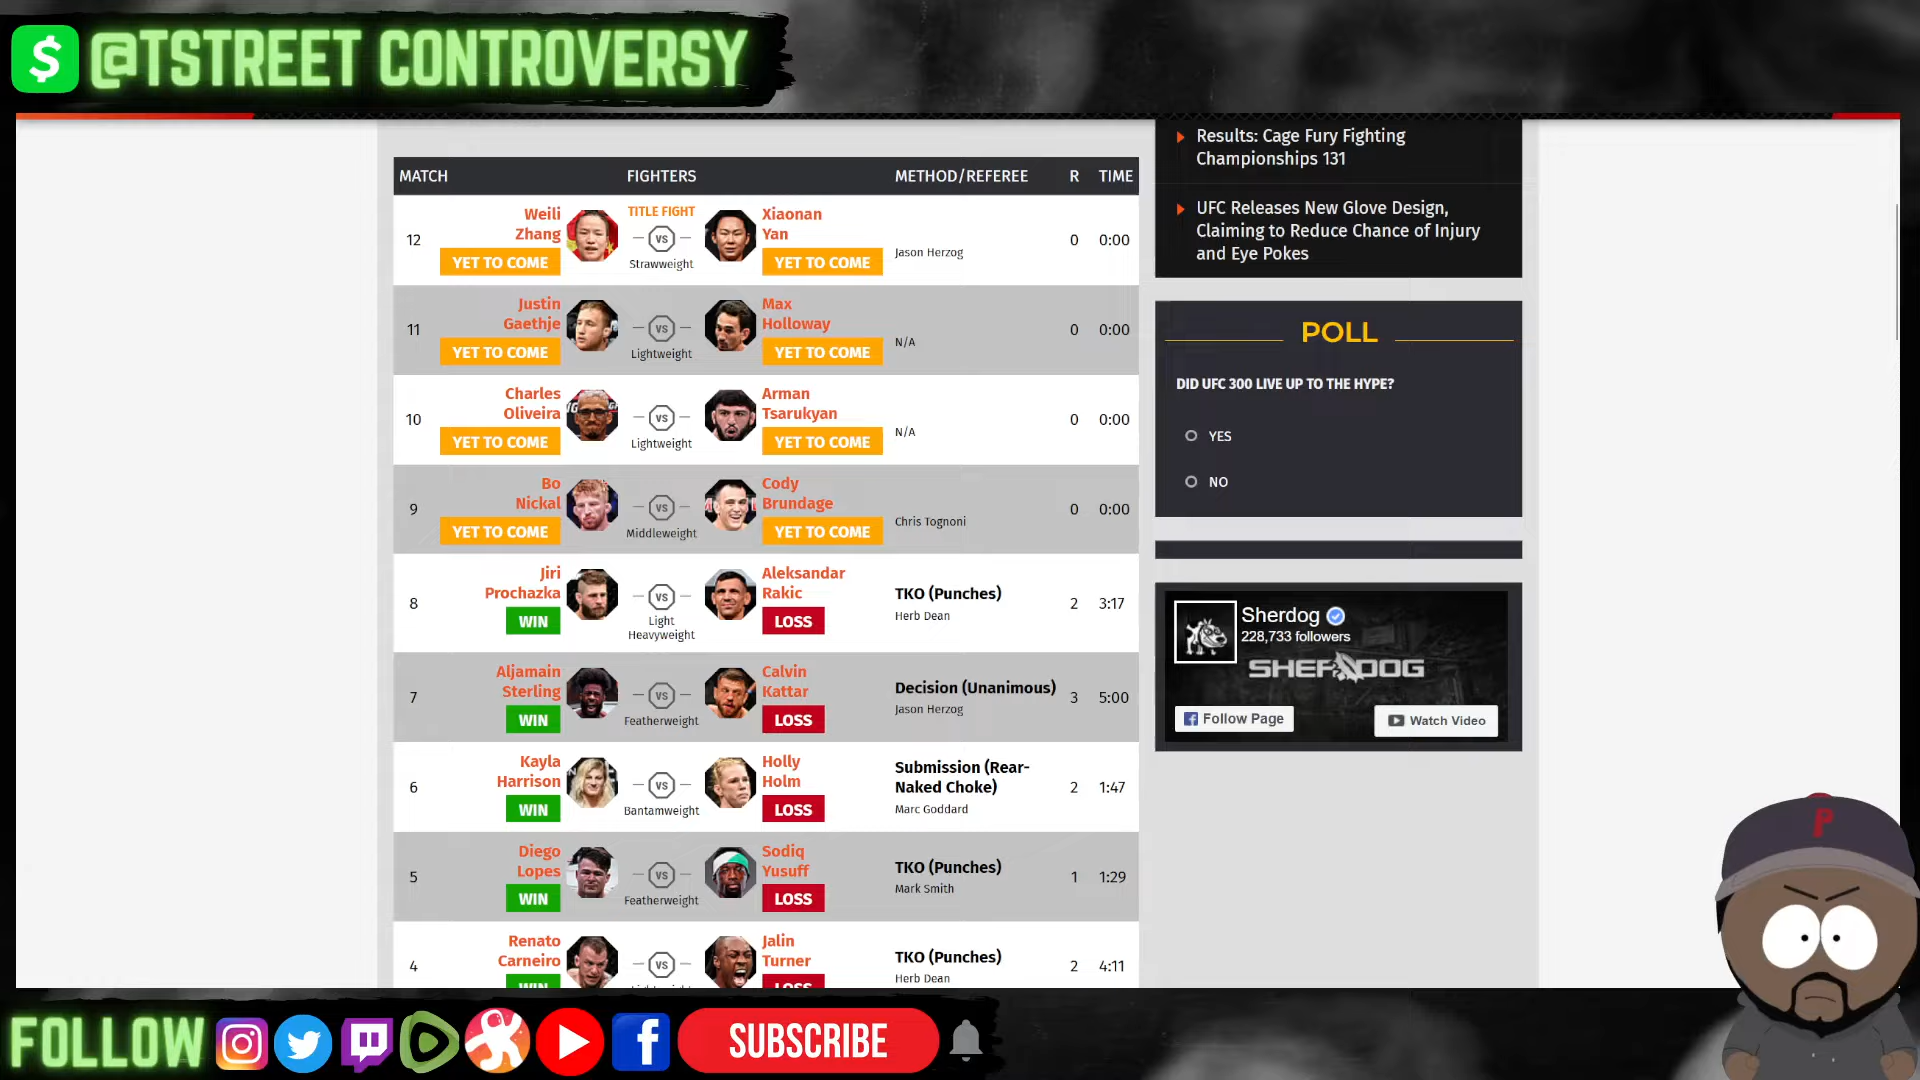 $ @TSTREET CONTROVERSY
Results: Cage Fury Fighting
Championships 131
UFC Releases New Glove Design,
Claiming to Reduce Chance of Injury
and Eye Pokes
MATCH FIGHTERS METHOD/REFEREE R TIME
12 Weili Zhang YET TO COME TITLE FIGHT VS Strawweight Xiaonan Yan YET TO COME Jason Herzog 0 0:00
11 Justin Gaethje YET TO COME VS Lightweight Max Holloway YET TO COME N/A 0 0:00
10 Charles Oliveira YET TO COME VS Lightweight Arman Tsarukyan YET TO COME N/A 0 0:00
9 Bo Nickal YET TO COME VS Middleweight Cody Brundage YET TO COME Chris Tognoni 0 0:00
8 Jiri Prochazka WIN VS Light Heavyweight Aleksandar Rakic LOSS TKO (Punches) Herb Dean 2 3:17
7 Aljamain Sterling WIN VS Featherweight Calvin Kattar LOSS Decision (Unanimous) Jason Herzog 3 5:00
6 Kayla Harrison WIN VS Bantamweight Holly Holm LOSS Submission (Rear-Naked Choke) Marc Goddard 2 1:47
5 Diego Lopes WIN VS Featherweight Sodiq Yusuff LOSS TKO (Punches) Mark Smith 1 1:29
4 Renato Carneiro WIN VS Jalin Turner LOSS TKO (Punches) Herb Dean 2 4:11
POLL
DID UFC 300 LIVE UP TO THE HYPE?
YES
NO
Sherdog
228,733 followers
SHERDOG
Follow Page
Watch Video
P
FOLLOW
SUBSCRIBE